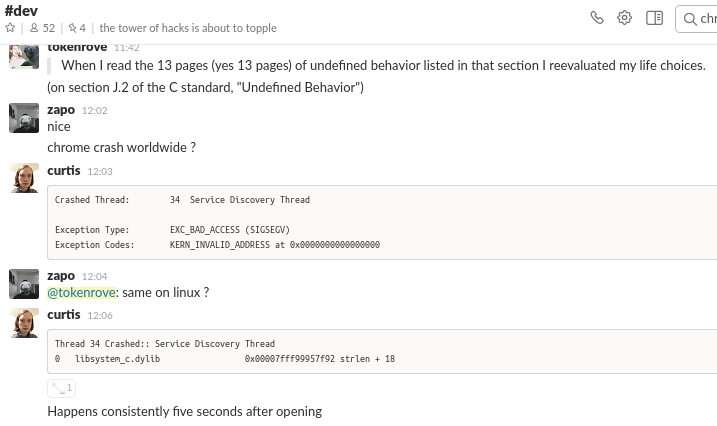 #dev
52 4 the tower of hacks is about to topple
chr
tokenrove 11:42
When I read the 13 pages (yes 13 pages) of undefined behavior listed in that section I reevaluated my life choices.
(on section J.2 of the C standard, "Undefined Behavior")
zapo 12:02
nice
chrome crash worldwide ?
curtis 12:03
Crashed Thread: 34 Service Discovery Thread
Exception Type: EXC_BAD_ACCESS (SIGSEGV)
Exception Codes: KERN_INVALID_ADDRESS at 0x0000000000000000
zapo 12:04
@tokenrove: same on linux ?
curtis 12:06
Thread 34 Crashed:: Service Discovery Thread
0 libsystem_c.dylib 0x00007fff99957f92 strlen + 18
1
Happens consistently five seconds after opening